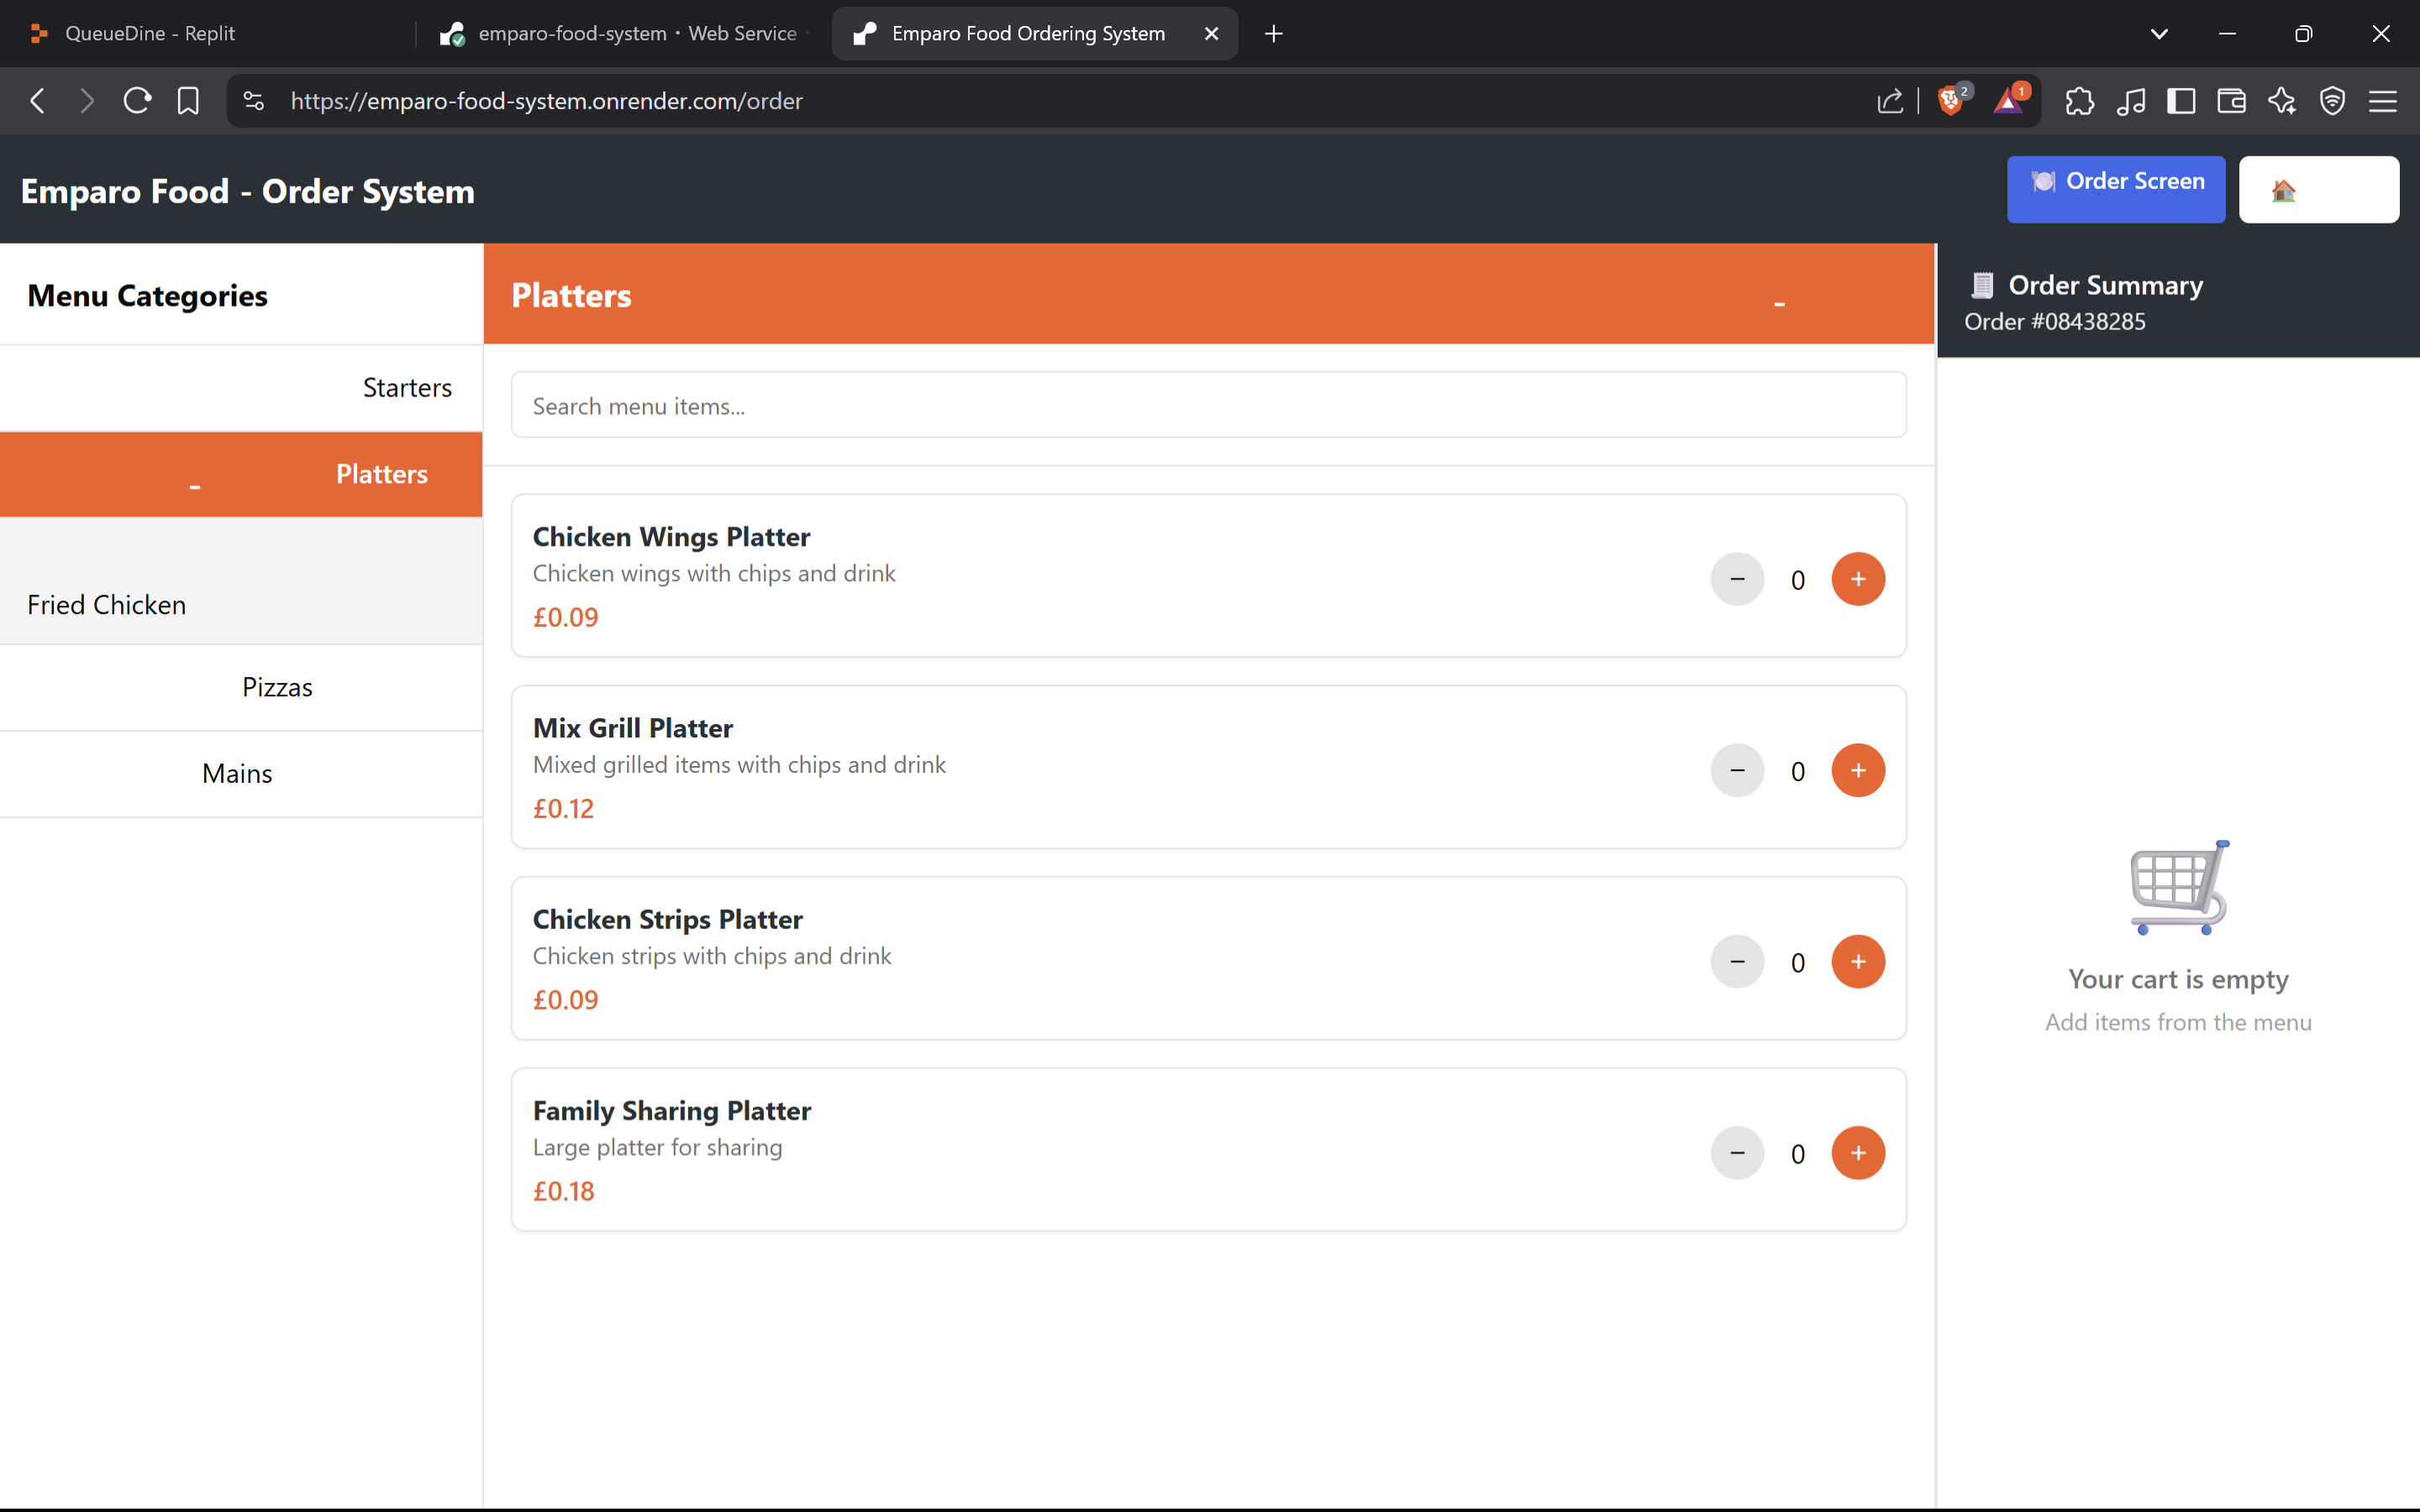 QueueDine - Replit
emparo-food-system • Web Service
Emparo Food Ordering System
https://emparo-food-system.onrender.com/order
2
1
Emparo Food - Order System
Order Screen
Menu Categories
Starters
- Platters
Fried Chicken
Pizzas
Mains
Platters
-
Search menu items...
Chicken Wings Platter
Chicken wings with chips and drink
£0.09
− 0 +
Mix Grill Platter
Mixed grilled items with chips and drink
£0.12
− 0 +
Chicken Strips Platter
Chicken strips with chips and drink
£0.09
− 0 +
Family Sharing Platter
Large platter for sharing
£0.18
− 0 +
Order Summary
Order #08438285
Your cart is empty
Add items from the menu